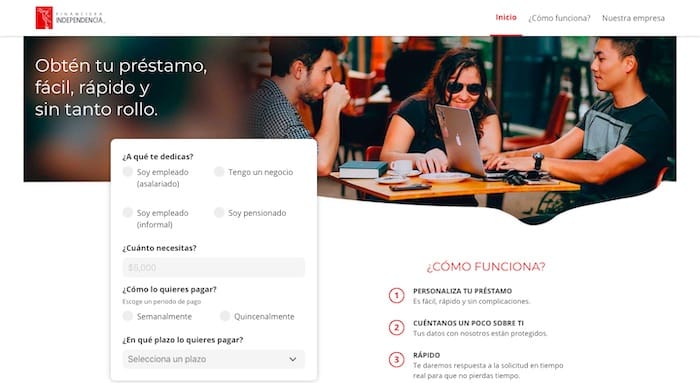 FINANCIERA
INDEPENDENCIA
Inicio
¿Cómo funciona?
Nuestra empresa
Obtén tu préstamo,
fácil, rápido y
sin tanto rollo.
¿A qué te dedicas?
Soy empleado
(asalariado)
Tengo un negocio
Soy empleado
(informal)
Soy pensionado
¿Cuánto necesitas?
$6,000
¿Cómo lo quieres pagar?
Escoge un periodo de pago
Semanalmente
Quincenalmente
¿En qué plazo lo quieres pagar?
Selecciona un plazo
¿CÓMO FUNCIONA?
1 PERSONALIZA TU PRÉSTAMO
Es fácil, rápido y sin complicaciones.
2 CUÉNTANOS UN POCO SOBRE TI
Tus datos con nosotros están protegidos.
3 RÁPIDO
Te daremos respuesta a la solicitud en tiempo
real para que no pierdas tiempo.